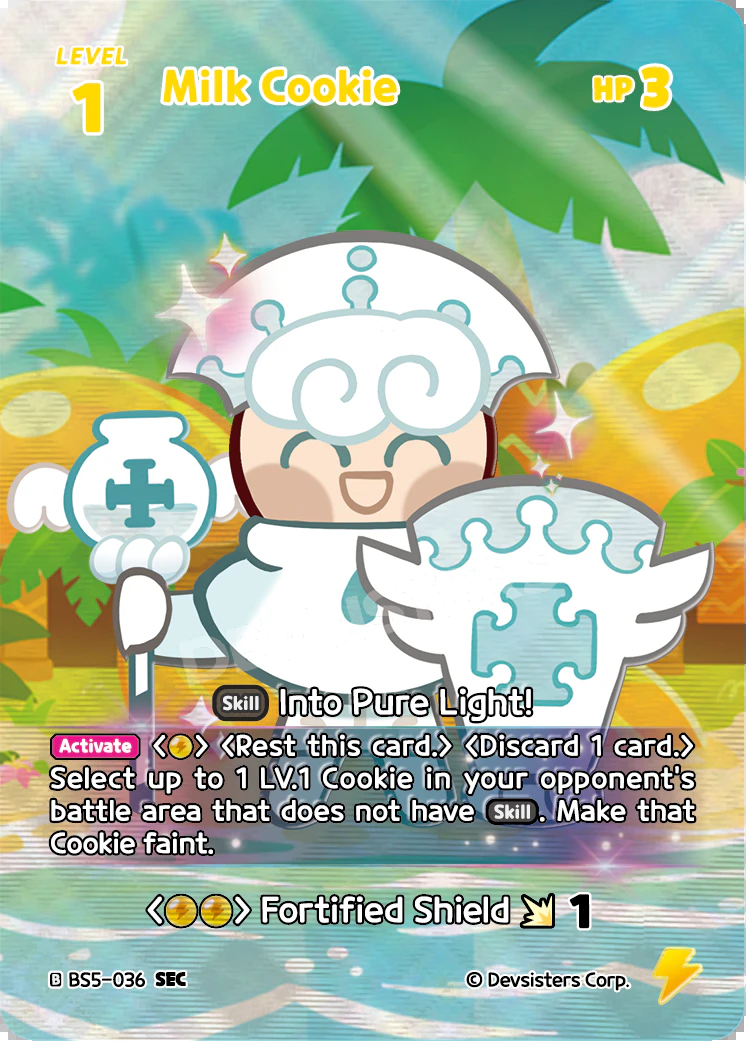 LEVEL
1
Milk Cookie
HP 3
Skill Into Pure Light!
Activate < > <Rest this card.> <Discard 1 card.>
Select up to 1 LV.1 Cookie in your opponent's
battle area that does not have Skill. Make that
Cookie faint.
< > Fortified Shield 1
B BS5-036 SEC
© Devsisters Corp.